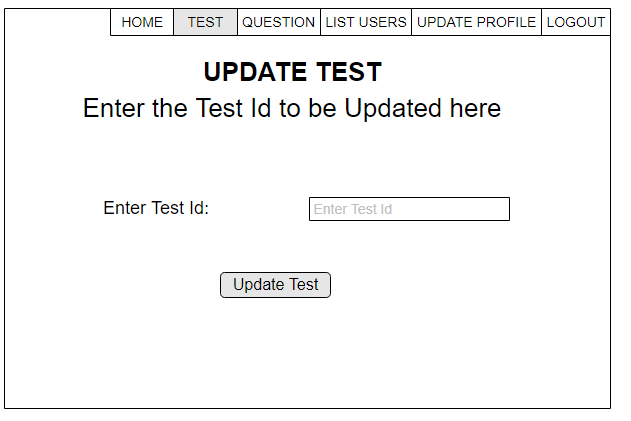 HOME TEST QUESTION LIST USERS UPDATE PROFILE LOGOUT
UPDATE TEST
Enter the Test Id to be Updated here
Enter Test Id: Enter Test Id
Update Test